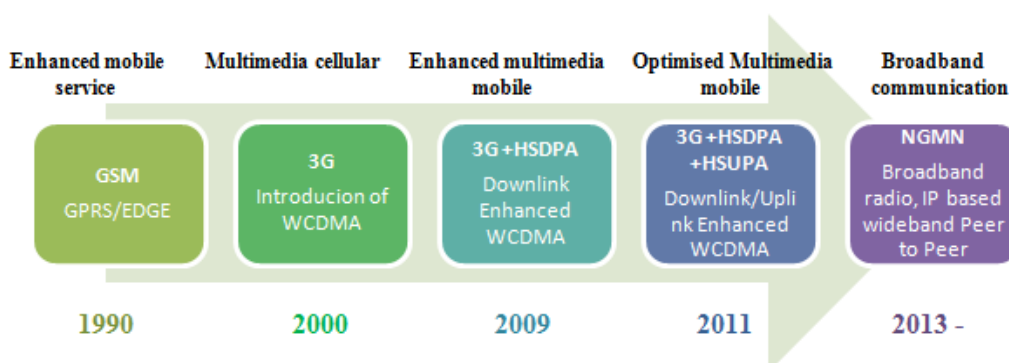 Enhanced mobile
service
Multimedia cellular
Enhanced multimedia
mobile
Optimised Multimedia
mobile
Broadband
communication
GSM
GPRS/EDGE
3G
Introducion of
WCDMA
3G +HSDPA
Downlink
Enhanced
WCDMA
3G +HSDPA
+HSUPA
Downlink/Upli
nk Enhanced
WCDMA
NGMN
Broadband
radio, IP based
wideband Peer
to Peer
1990
2000
2009
2011
2013 -